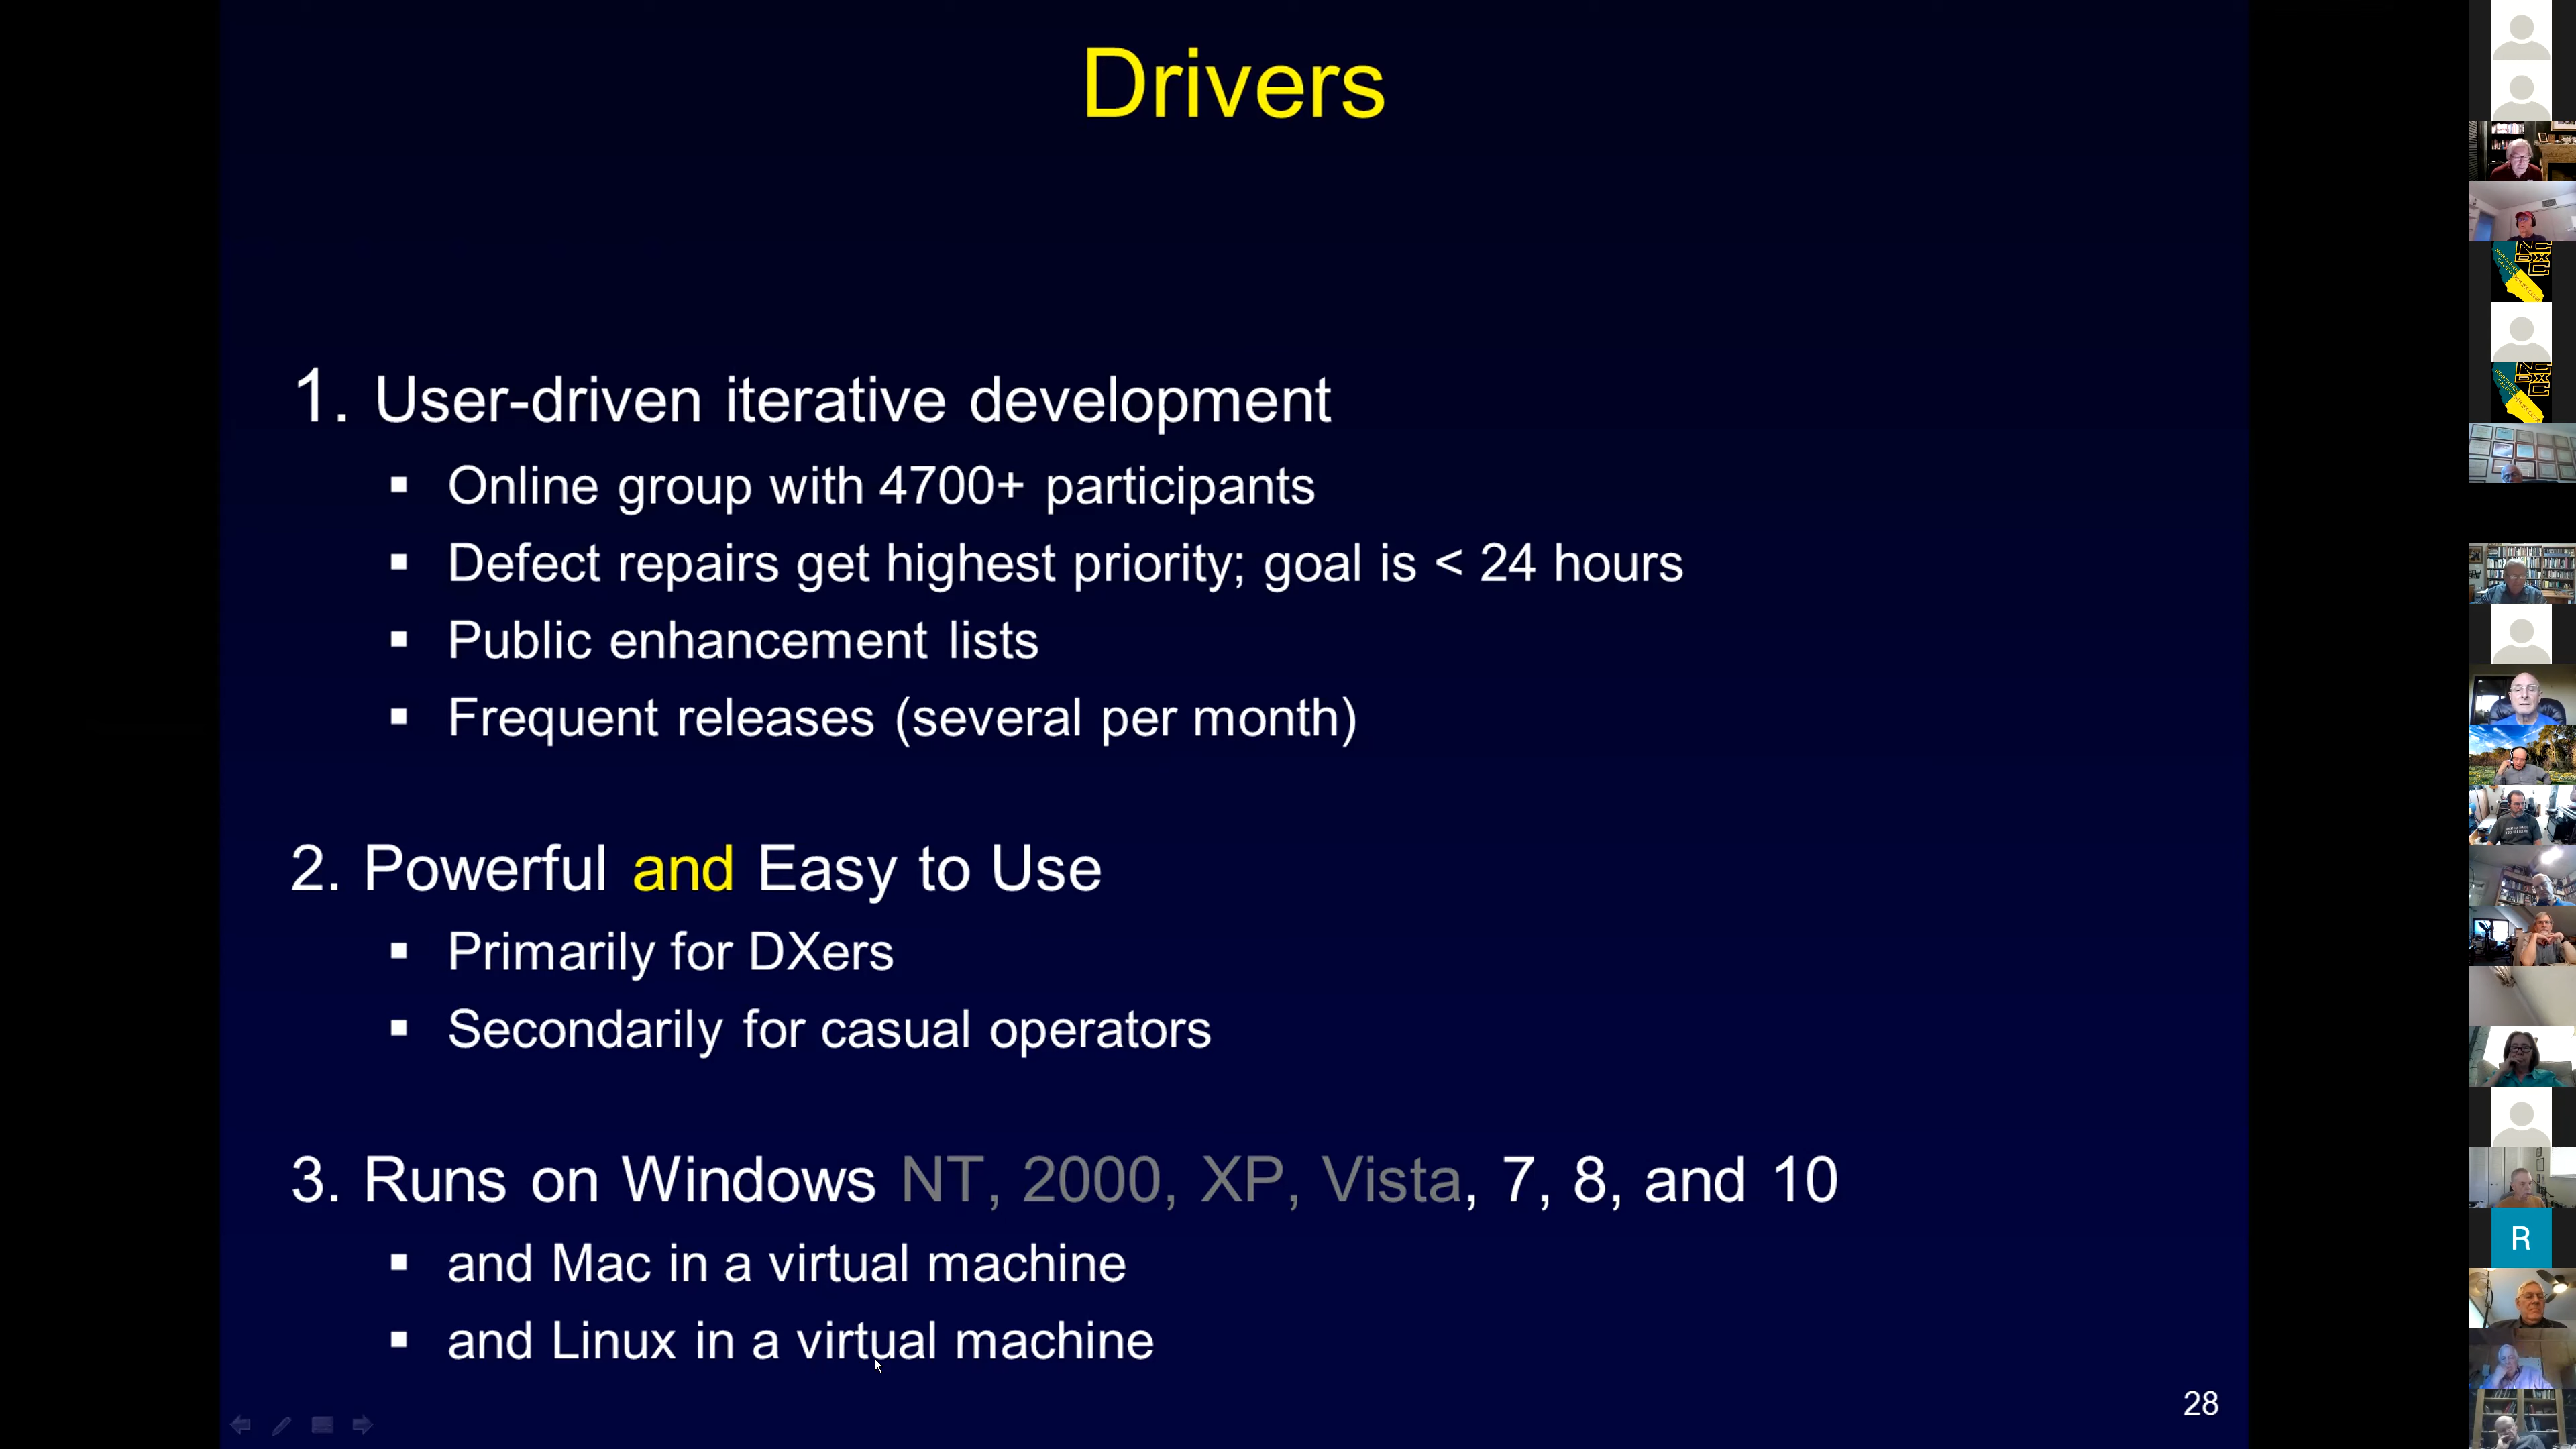 Drivers
1. User-driven iterative development
▪ Online group with 4700+ participants
▪ Defect repairs get highest priority; goal is < 24 hours
▪ Public enhancement lists
▪ Frequent releases (several per month)
2. Powerful and Easy to Use
▪ Primarily for DXers
▪ Secondarily for casual operators
3. Runs on Windows NT, 2000, XP, Vista, 7, 8, and 10
▪ and Mac in a virtual machine
▪ and Linux in a virtual machine
28
R